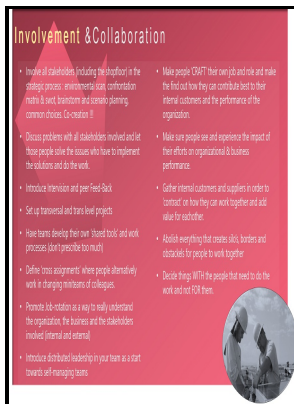 Involvement &Collaboration
• Involve all stakeholders (including the shopfloor) in the
strategic process : environmental scan, confrontation
matrix & swot, brainstorm and scenario planning,
common choices. Co-creation !!!
• Discuss problems with all stakeholders involved and let
those people solve the issues who have to implement
the solutions and do the work.
• Introduce Intervision and peer Feed-Back
• Set up transversal and trans level projects
• Have teams develop their own 'shared tools' and work
processes (don't prescribe too much)
• Define 'cross assignments' where people alternatively
work in changing miniteams of colleagues.
• Promote Job-rotation as a way to really understand
the organization, the business and the stakeholders
involved (internal and external)
• Introduce distributed leadership in your team as a start
towards self-managing teams
• Make people 'CRAFT' their own job and role and make
the find out how they can contribute best to their
internal customers and the performance of the
organization.
• Make sure people see and experience the impact of
their efforts on organizational & business
performance.
• Gather internal customers and suppliers in order to
'contract' on how they can work together and add
value for eachother.
• Abolish everything that creates silo's, borders and
obstackels for people to work together
• Decide things WITH the people that need to do the
work and not FOR them.